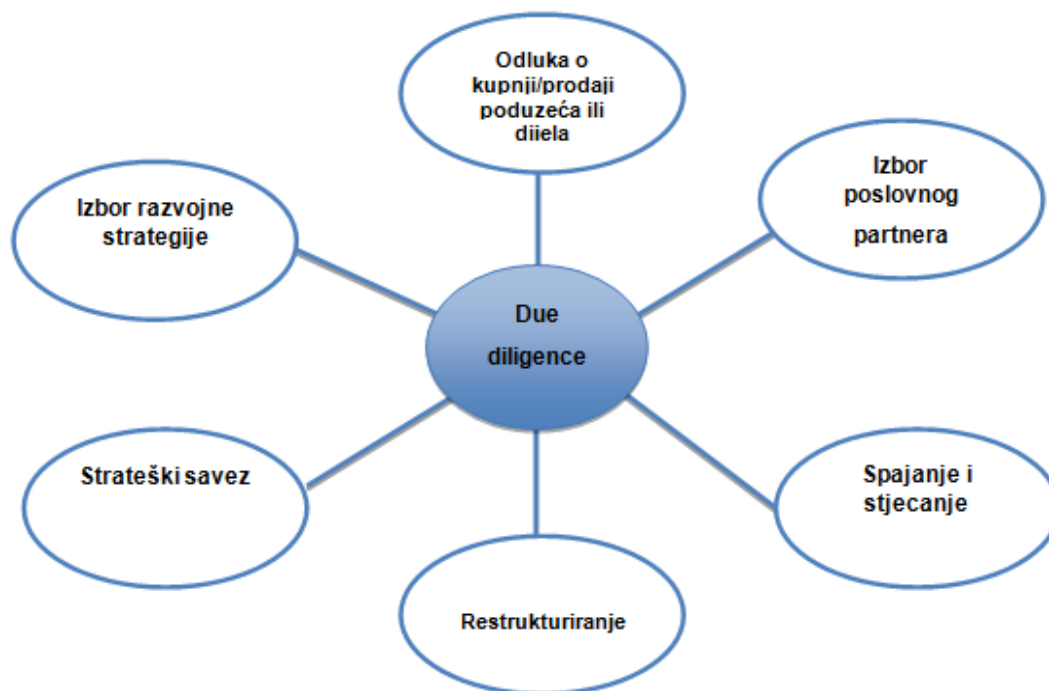 Odluka o
kupnji/prodaji
poduzeća ili
dijela
Izbor
poslovnog
partnera
Izbor razvojne
strategije
Due
diligence
Strateški savez
Spajanje i
stjecanje
Restrukturiranje